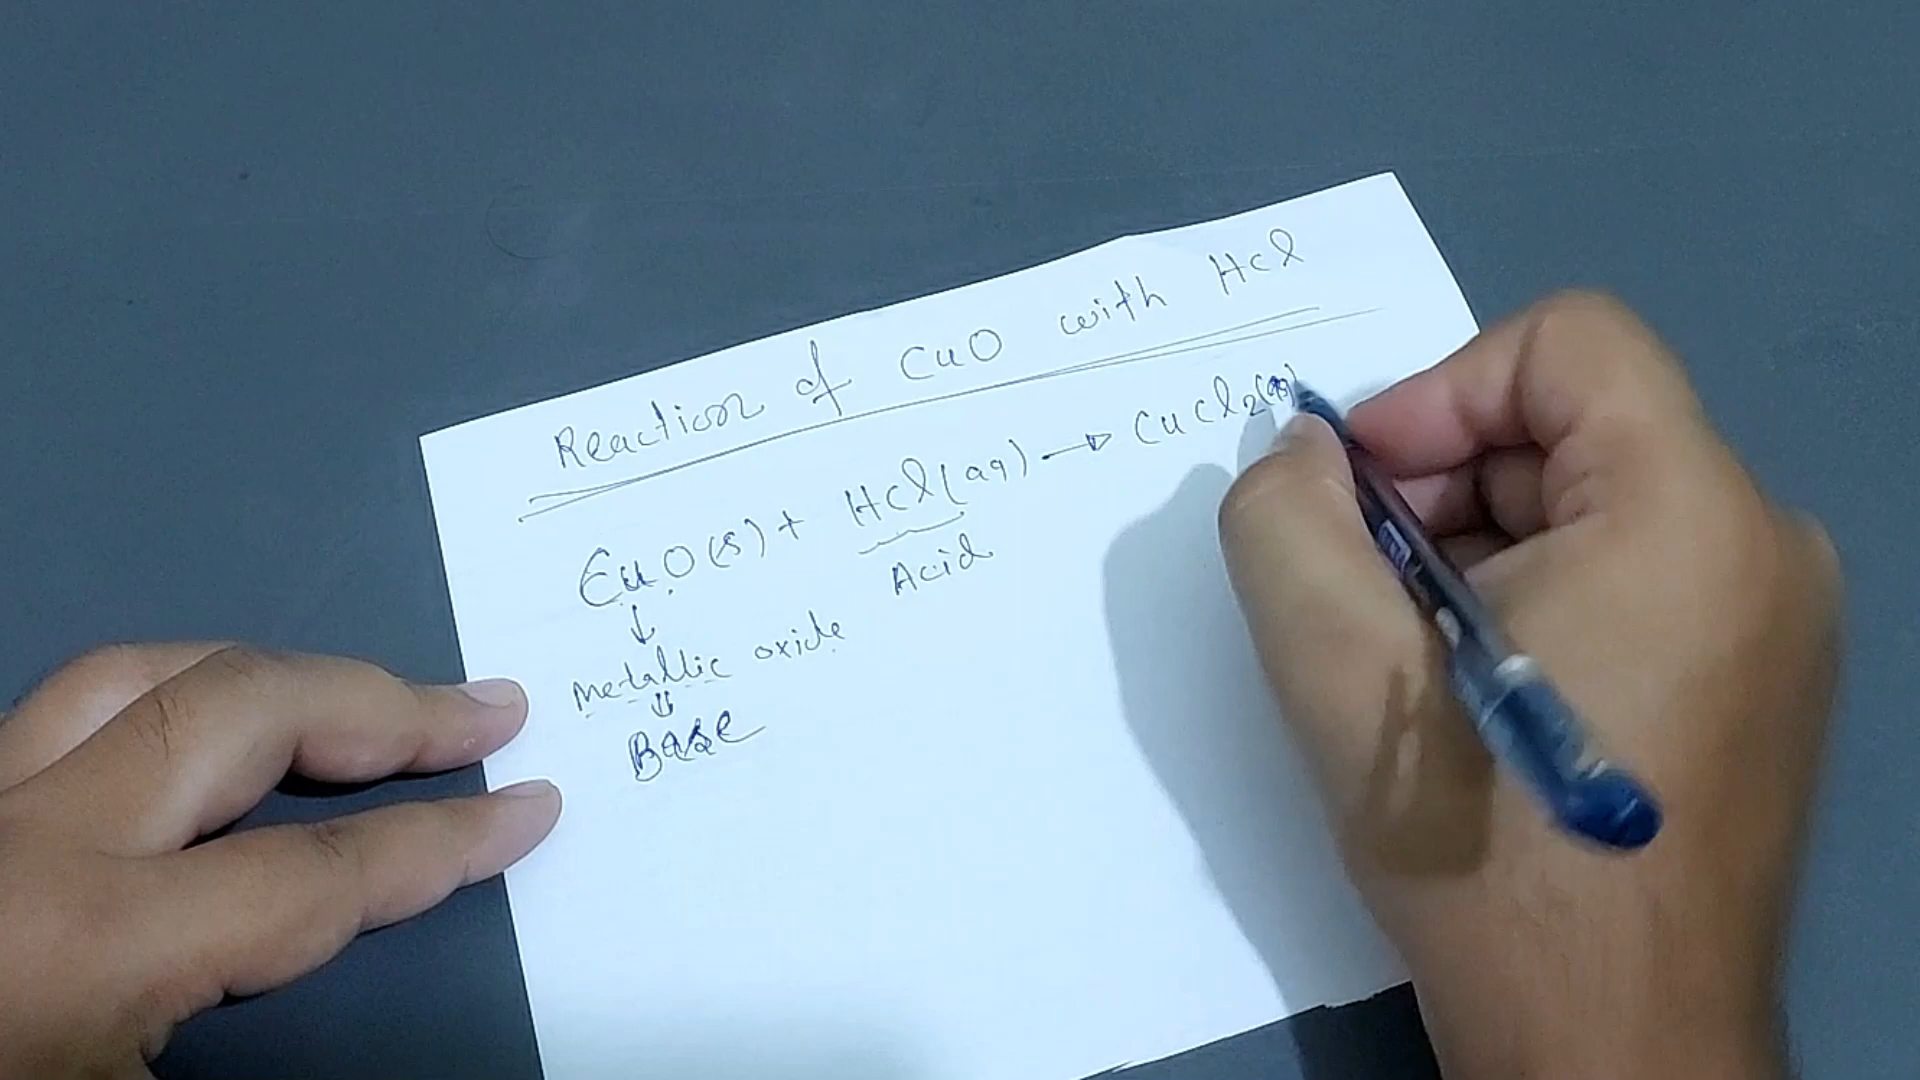 Reaction of CuO with HCl
CuO(s) + HCl(aq) → CuCl2(aq)
↓ Acid
Metallic oxide
⇓
Base